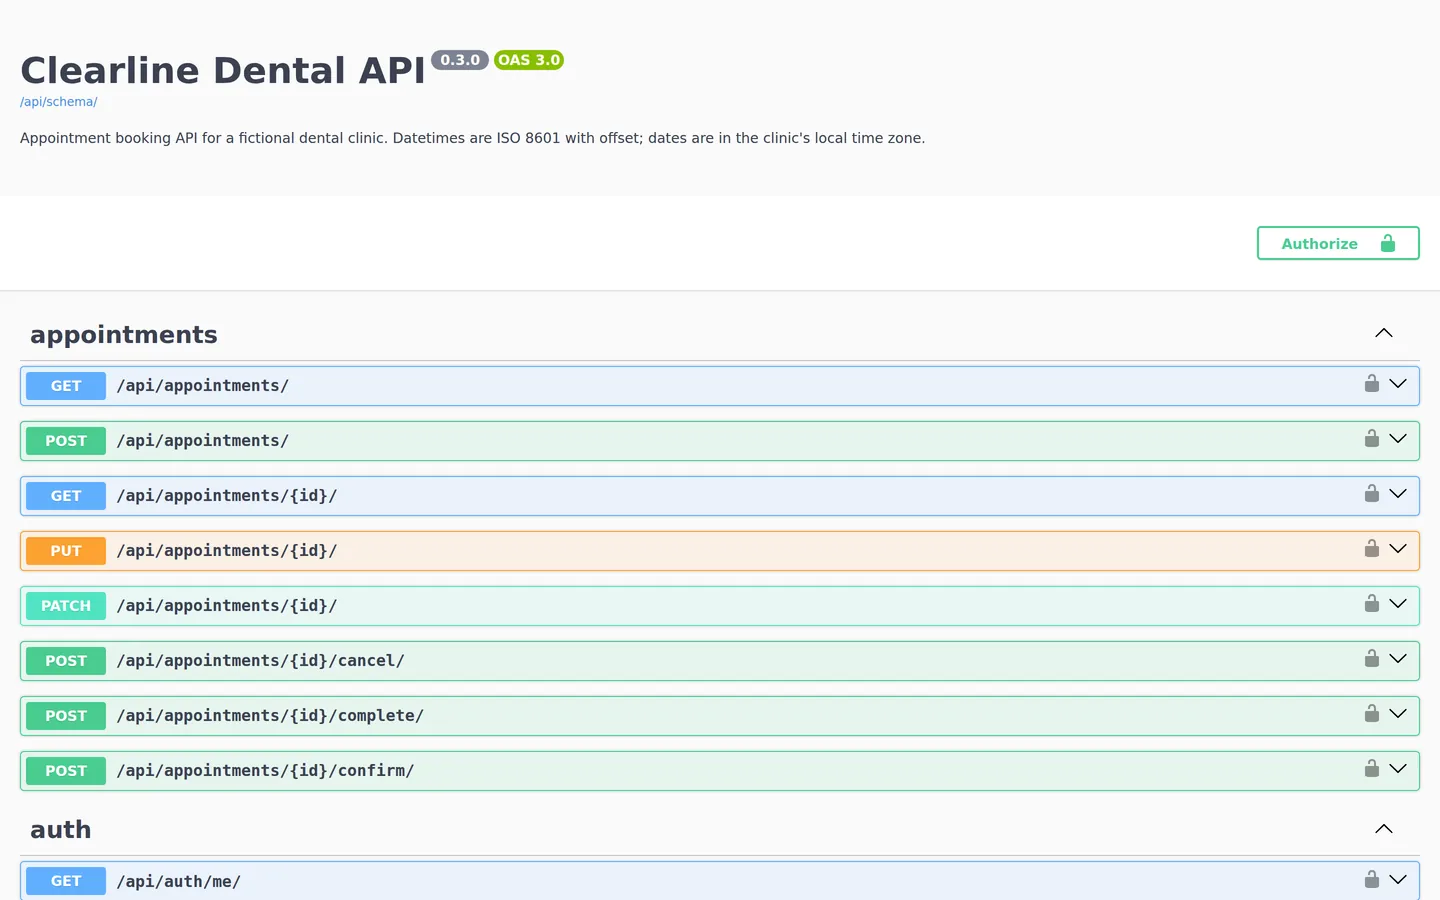 Clearline Dental API 0.3.0 OAS 3.0
/api/schema/
Appointment booking API for a fictional dental clinic. Datetimes are ISO 8601 with offset; dates are in the clinic's local time zone.
Authorize
appointments
GET /api/appointments/
POST /api/appointments/
GET /api/appointments/{id}/
PUT /api/appointments/{id}/
PATCH /api/appointments/{id}/
POST /api/appointments/{id}/cancel/
POST /api/appointments/{id}/complete/
POST /api/appointments/{id}/confirm/
auth
GET /api/auth/me/